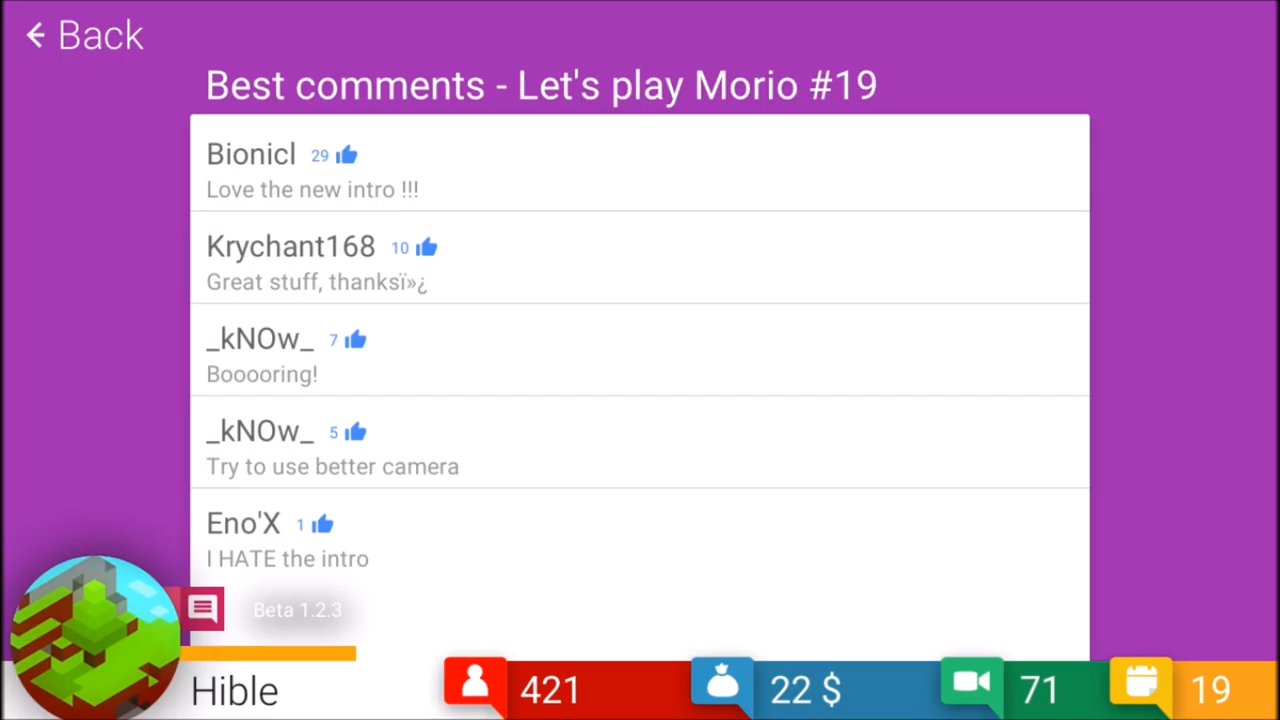 Back
Best comments - Let's play Morio #19
Bionicl 29
Love the new intro !!!
Krychant168 10
Great stuff, thanksï»¿
_kNOw_ 7
Booooring!
_kNOw_ 5
Try to use better camera
Eno'X 1
I HATE the intro
Beta 1.2.3
Hible
421
22 $
71
19